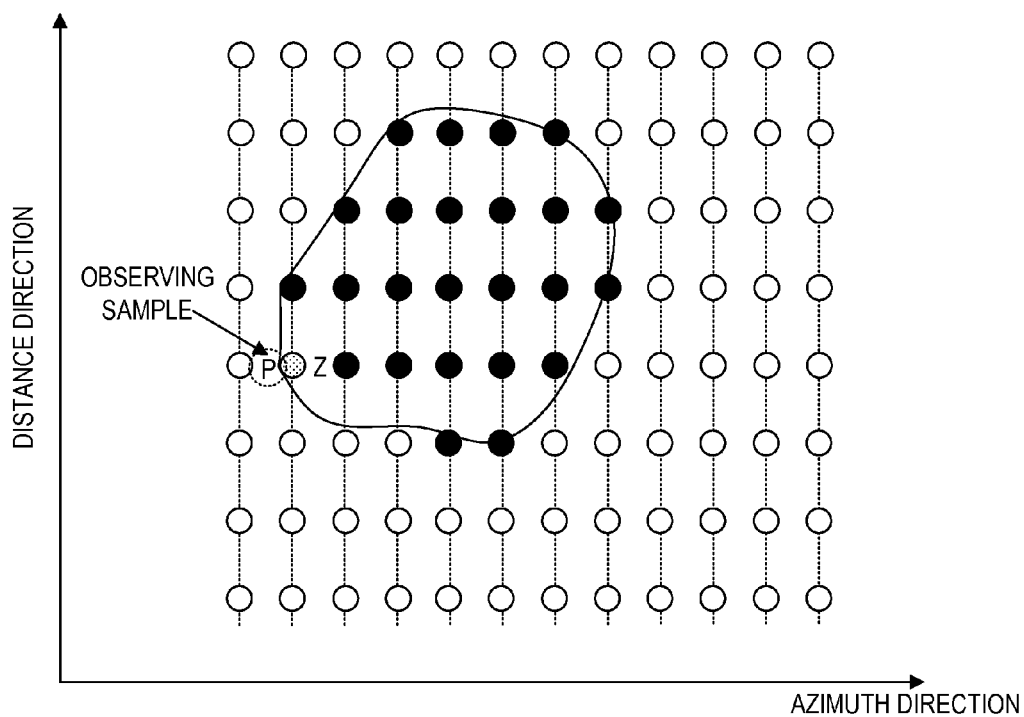 DISTANCE DIRECTION
OBSERVING
SAMPLE
P
Z
AZIMUTH DIRECTION